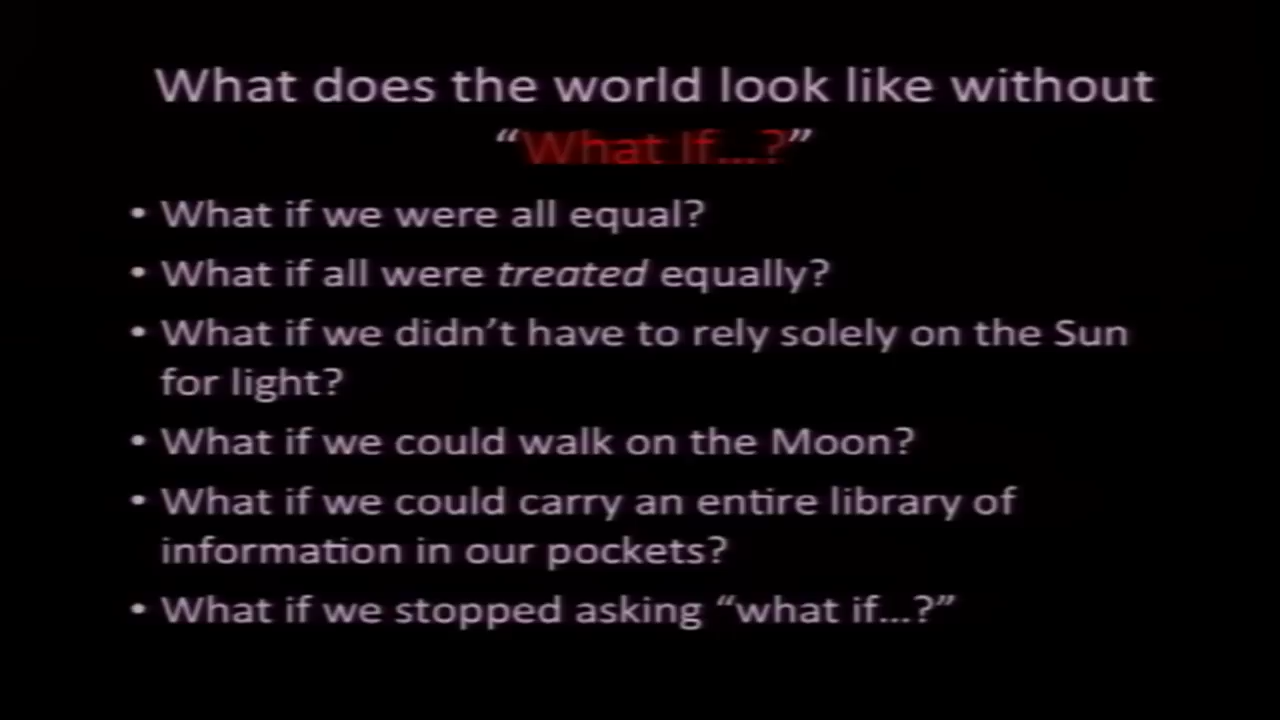 What does the world look like without
“What If...?”
• What if we were all equal?
• What if all were treated equally?
• What if we didn’t have to rely solely on the Sun
for light?
• What if we could walk on the Moon?
• What if we could carry an entire library of
information in our pockets?
• What if we stopped asking “what if...?”